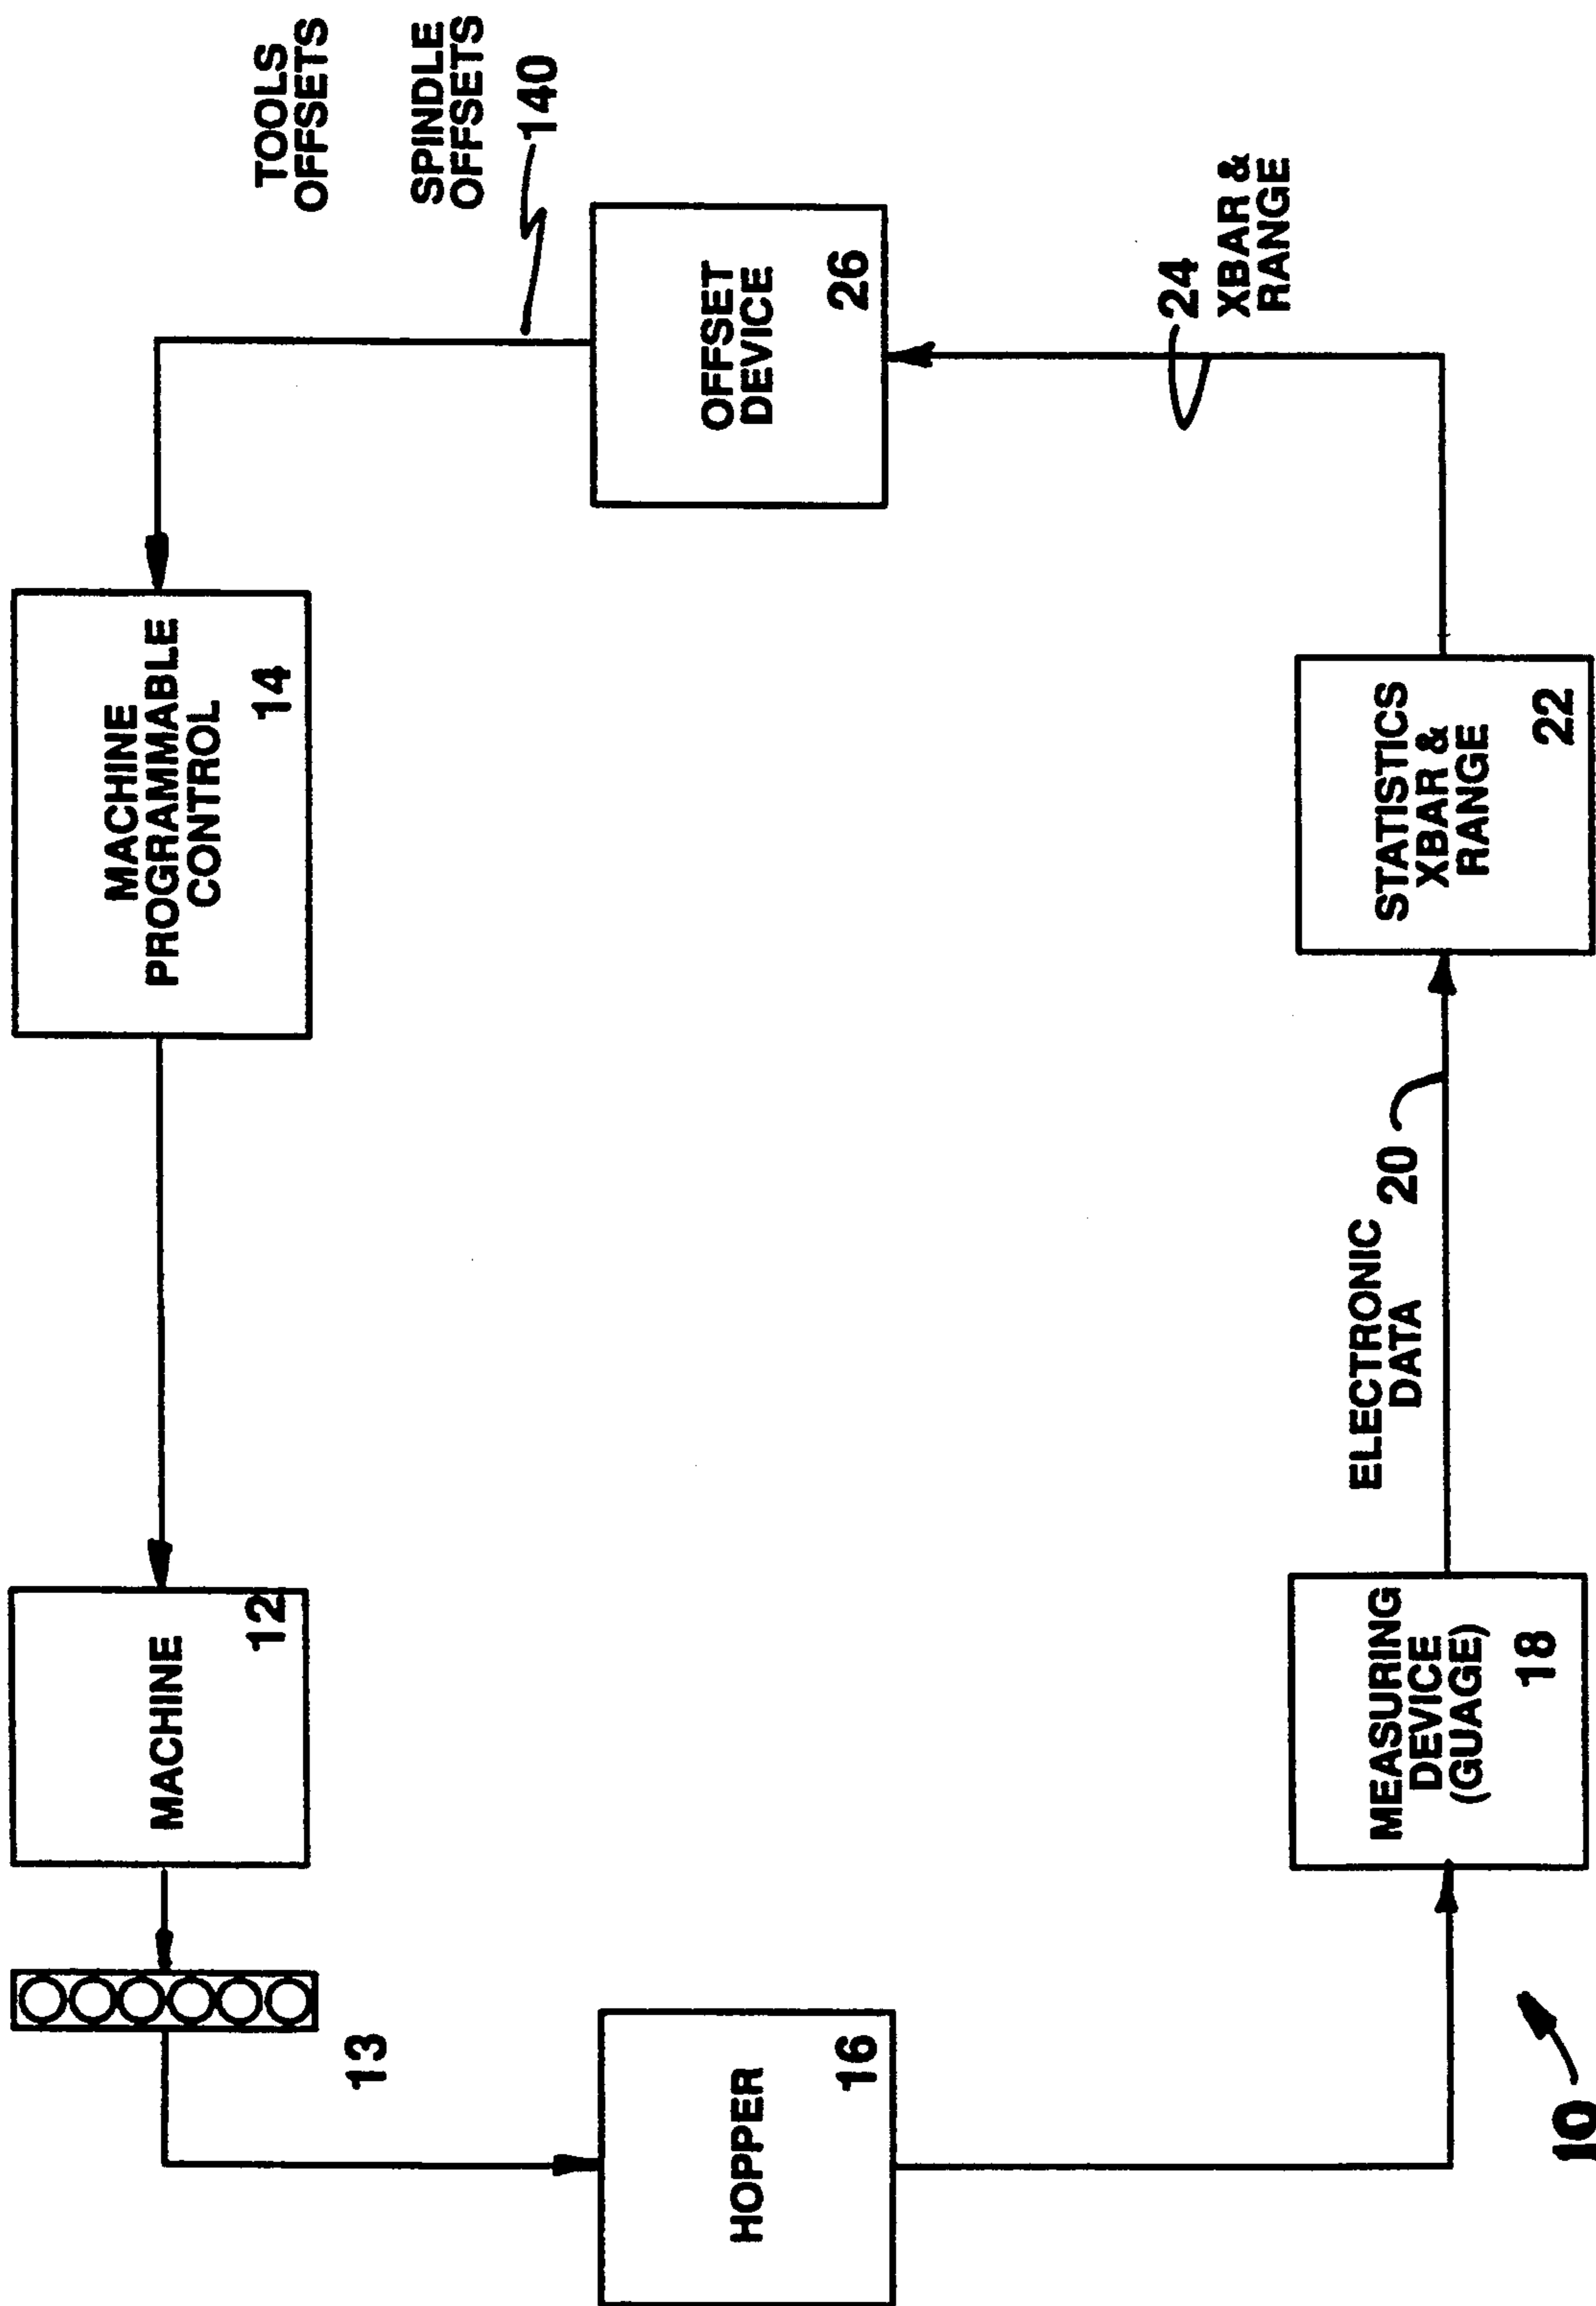 TOOLS
OFFSETS
SPINDLE
OFFSETS
140
MACHINE
PROGRAMMABLE
CONTROL
14
MACHINE
12
13
OFFSET
DEVICE
26
HOPPER
16
24
XBAR &
RANGE
STATISTICS
XBAR &
RANGE
22
ELECTRONIC
DATA
20
MEASURING
DEVICE
(GUAGE)
18
10